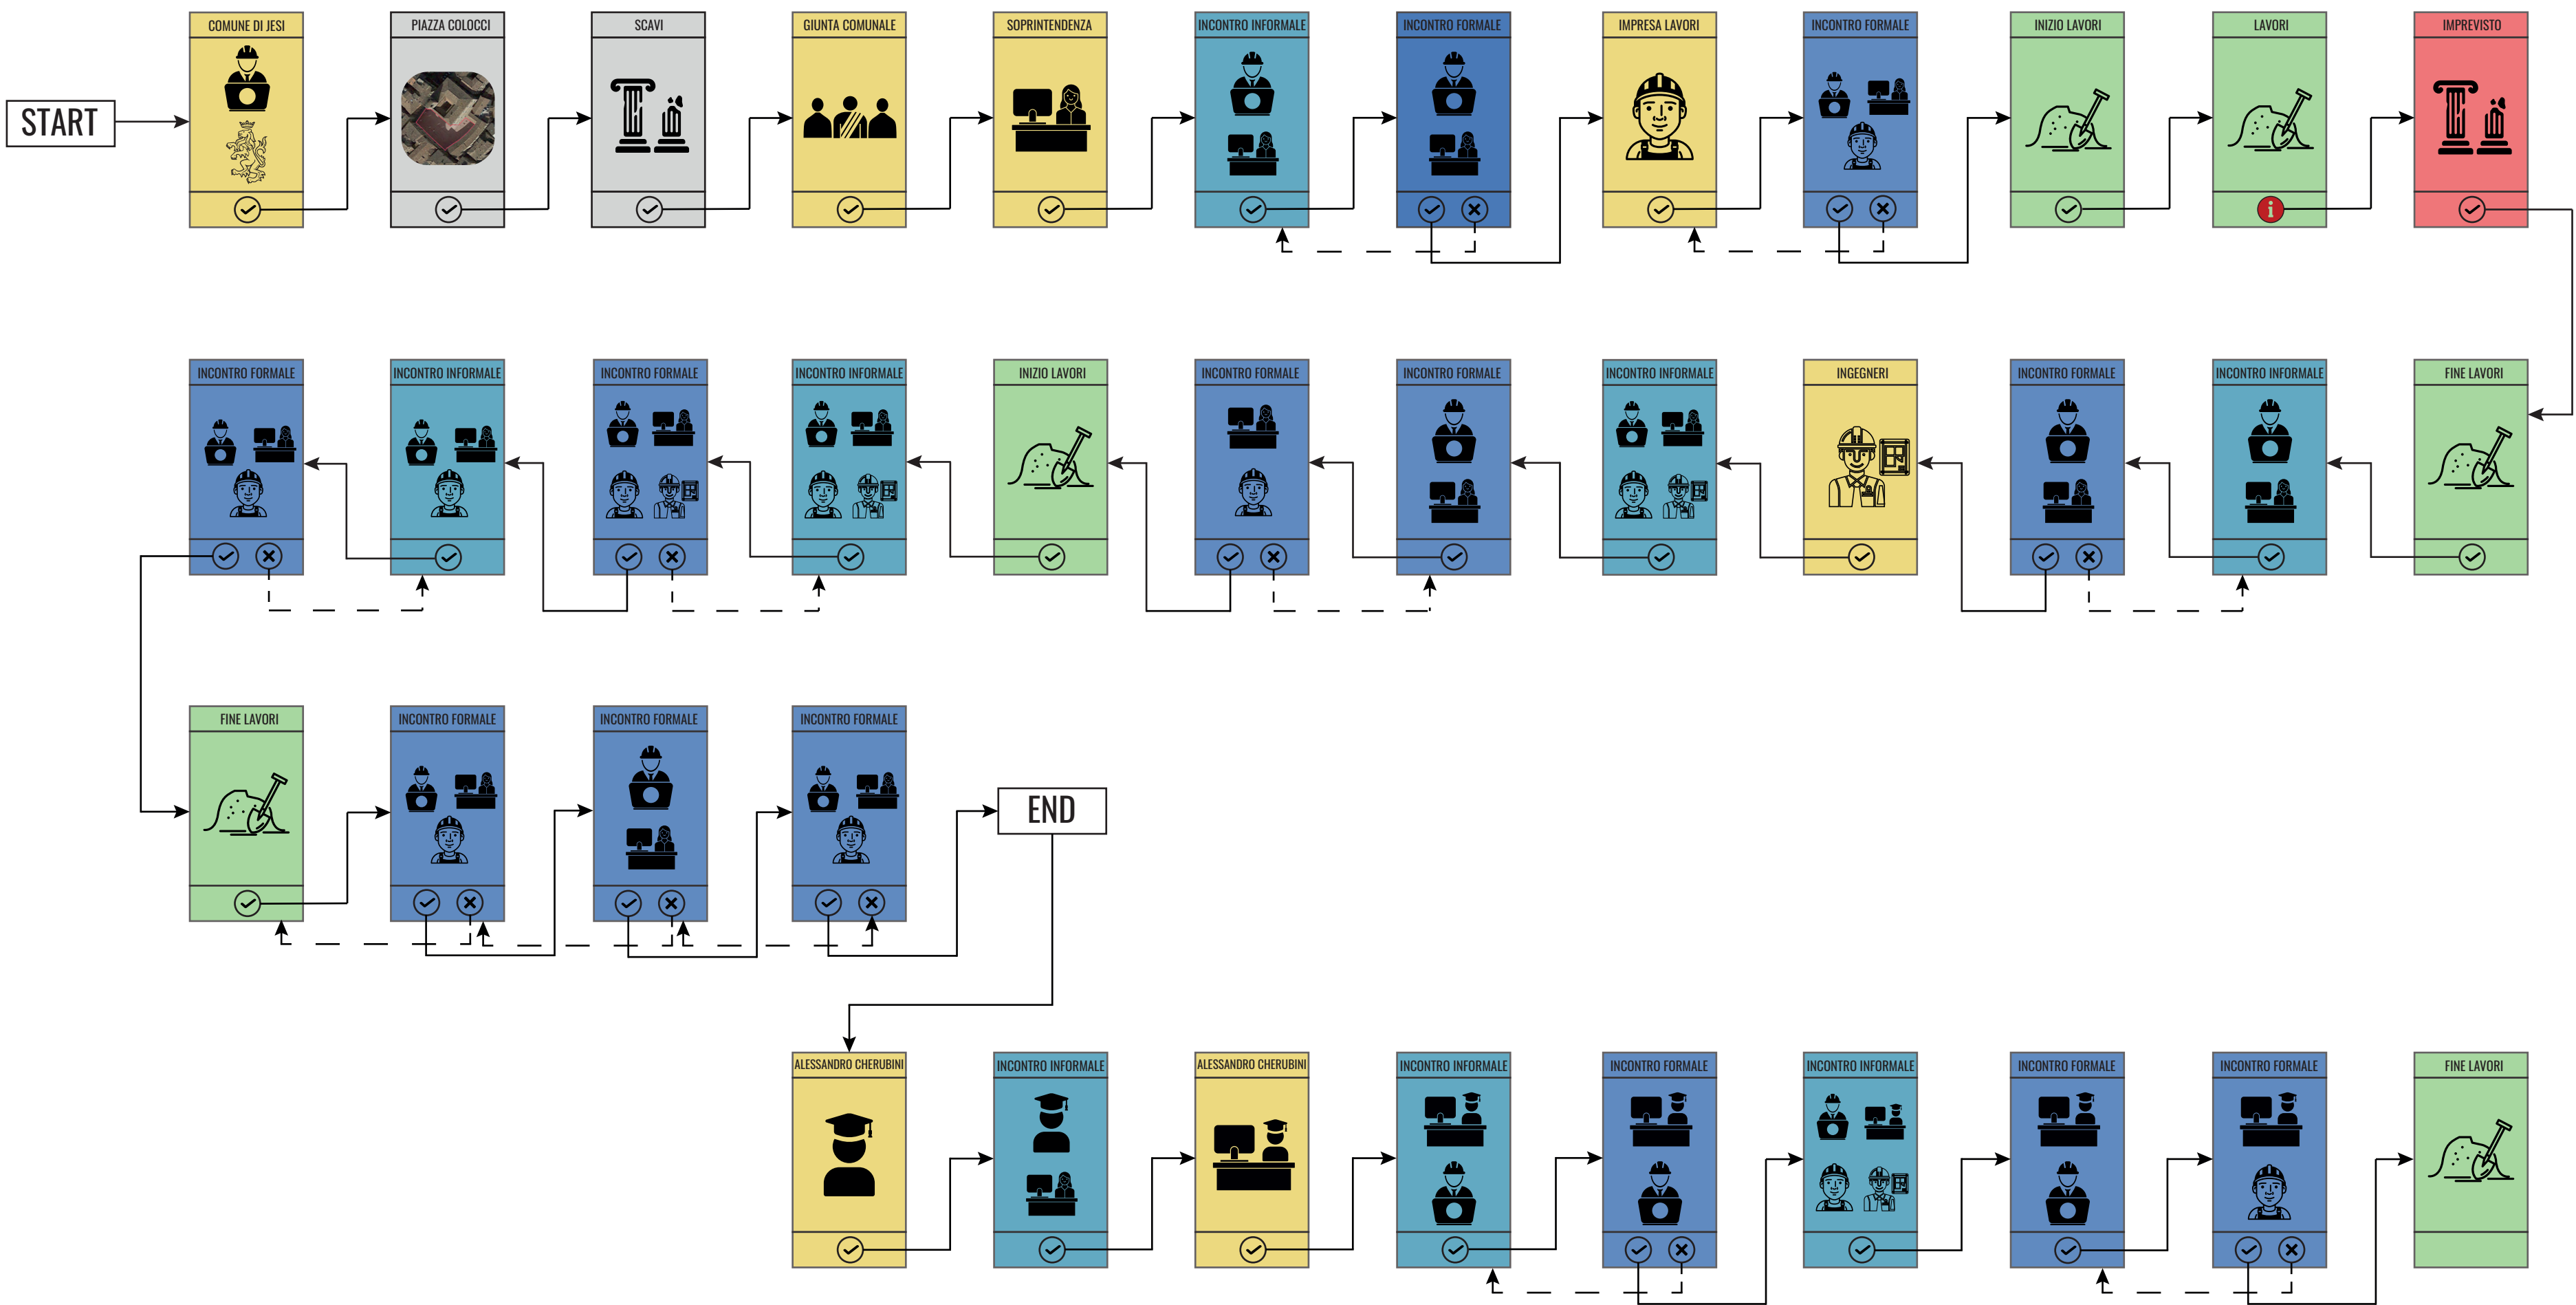 START
COMUNE DI JESI
PIAZZA COLOCCI
SCAVI
GIUNTA COMUNALE
SOPRINTENDENZA
INCONTRO INFORMALE
INCONTRO FORMALE
IMPRESA LAVORI
INCONTRO FORMALE
INIZIO LAVORI
LAVORI
i
IMPREVISTO
INCONTRO FORMALE
INCONTRO INFORMALE
INCONTRO FORMALE
INCONTRO INFORMALE
INIZIO LAVORI
INCONTRO FORMALE
INCONTRO FORMALE
INCONTRO INFORMALE
INGEGNERI
INCONTRO FORMALE
INCONTRO INFORMALE
FINE LAVORI
FINE LAVORI
INCONTRO FORMALE
INCONTRO FORMALE
INCONTRO FORMALE
END
ALESSANDRO CHERUBINI
INCONTRO INFORMALE
ALESSANDRO CHERUBINI
INCONTRO INFORMALE
INCONTRO FORMALE
INCONTRO INFORMALE
INCONTRO FORMALE
INCONTRO FORMALE
FINE LAVORI